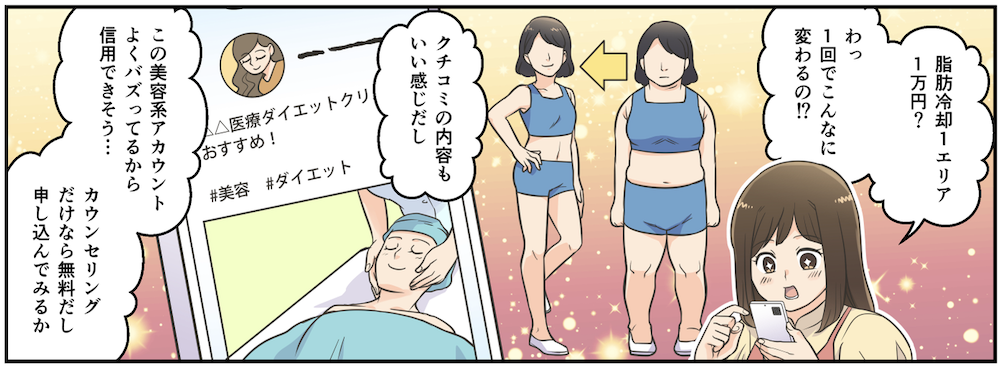 脂肪冷却1エリア
1万円?
わっ
1回でこんなに
変わるの!?
クチコミの内容も
いい感じだし
△△医療ダイエットクリ
おすすめ！
#美容　#ダイエット
この美容系アカウント
よくバズってるから
信用できそう…
カウンセリング
だけなら無料だし
申し込んでみるか